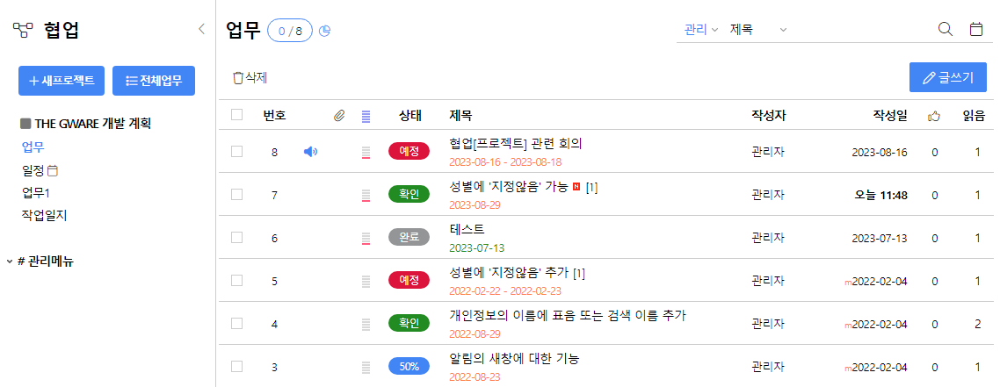 협업
새프로젝트 전체업무
THE GWARE 개발 계획
업무
일정
업무1
작업일지
# 관리메뉴
업무 0 / 8 관리 제목
삭제 글쓰기
번호 상태 제목 작성자 작성일 읽음
8 예정 협업[프로젝트] 관련 회의 관리자 2023-08-16 0 1
2023-08-16 - 2023-08-18
7 확인 성별에 '지정않음' 가능 N [1] 관리자 오늘 11:48 0 1
2023-08-29
6 완료 테스트 관리자 2023-07-13 0 1
2023-07-13
5 예정 성별에 '지정않음' 추가 [1] 관리자 m2022-02-04 0 1
2022-02-22 - 2022-02-23
4 확인 개인정보의 이름에 표음 또는 검색 이름 추가 관리자 m2022-02-04 0 2
2022-08-29
3 50% 알림의 새창에 대한 기능 관리자 m2022-02-04 0 1
2022-08-23